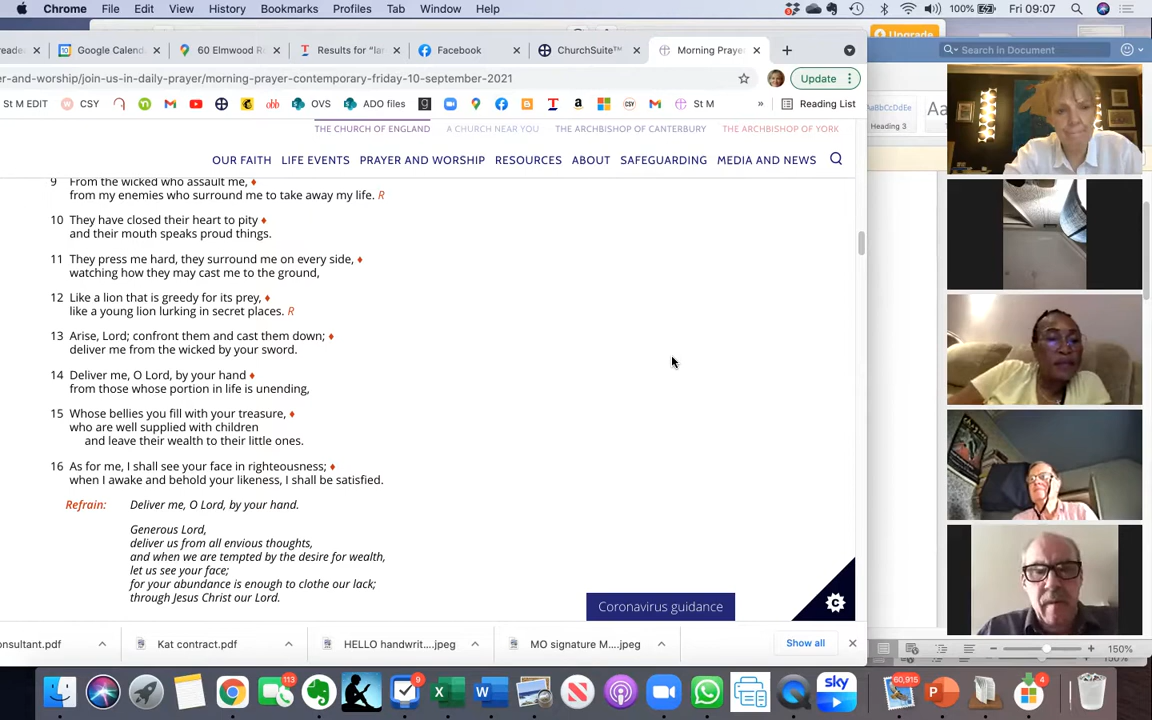 Chrome File Edit View History Bookmarks Profiles Tab Window Help 100% Fri 09:07
Upgrade
Google Calend 60 Elmwood R Results for "lar Facebook ChurchSuite™ Morning Praye
er-and-worship/join-us-in-daily-prayer/morning-prayer-contemporary-friday-10-september-2021 Update
Search in Document
St M EDIT CSY OVS ADO files St M » Reading List
AaBbCcDdEe
Heading 3
THE CHURCH OF ENGLAND A CHURCH NEAR YOU THE ARCHBISHOP OF CANTERBURY THE ARCHBISHOP OF YORK
OUR FAITH LIFE EVENTS PRAYER AND WORSHIP RESOURCES ABOUT SAFEGUARDING MEDIA AND NEWS
9 From the wicked who assault me, ♦
from my enemies who surround me to take away my life. R
10 They have closed their heart to pity ♦
and their mouth speaks proud things.
11 They press me hard, they surround me on every side, ♦
watching how they may cast me to the ground,
12 Like a lion that is greedy for its prey, ♦
like a young lion lurking in secret places. R
13 Arise, Lord; confront them and cast them down; ♦
deliver me from the wicked by your sword.
14 Deliver me, O Lord, by your hand ♦
from those whose portion in life is unending,
15 Whose bellies you fill with your treasure, ♦
who are well supplied with children
and leave their wealth to their little ones.
16 As for me, I shall see your face in righteousness; ♦
when I awake and behold your likeness, I shall be satisfied.
Refrain: Deliver me, O Lord, by your hand.
Generous Lord,
deliver us from all envious thoughts,
and when we are tempted by the desire for wealth,
let us see your face;
for your abundance is enough to clothe our lack;
through Jesus Christ our Lord.
Coronavirus guidance
onsultant.pdf Kat contract.pdf HELLO handwrit....jpeg MO signature M....jpeg Show all
150%
113 9 sky 60,915 4